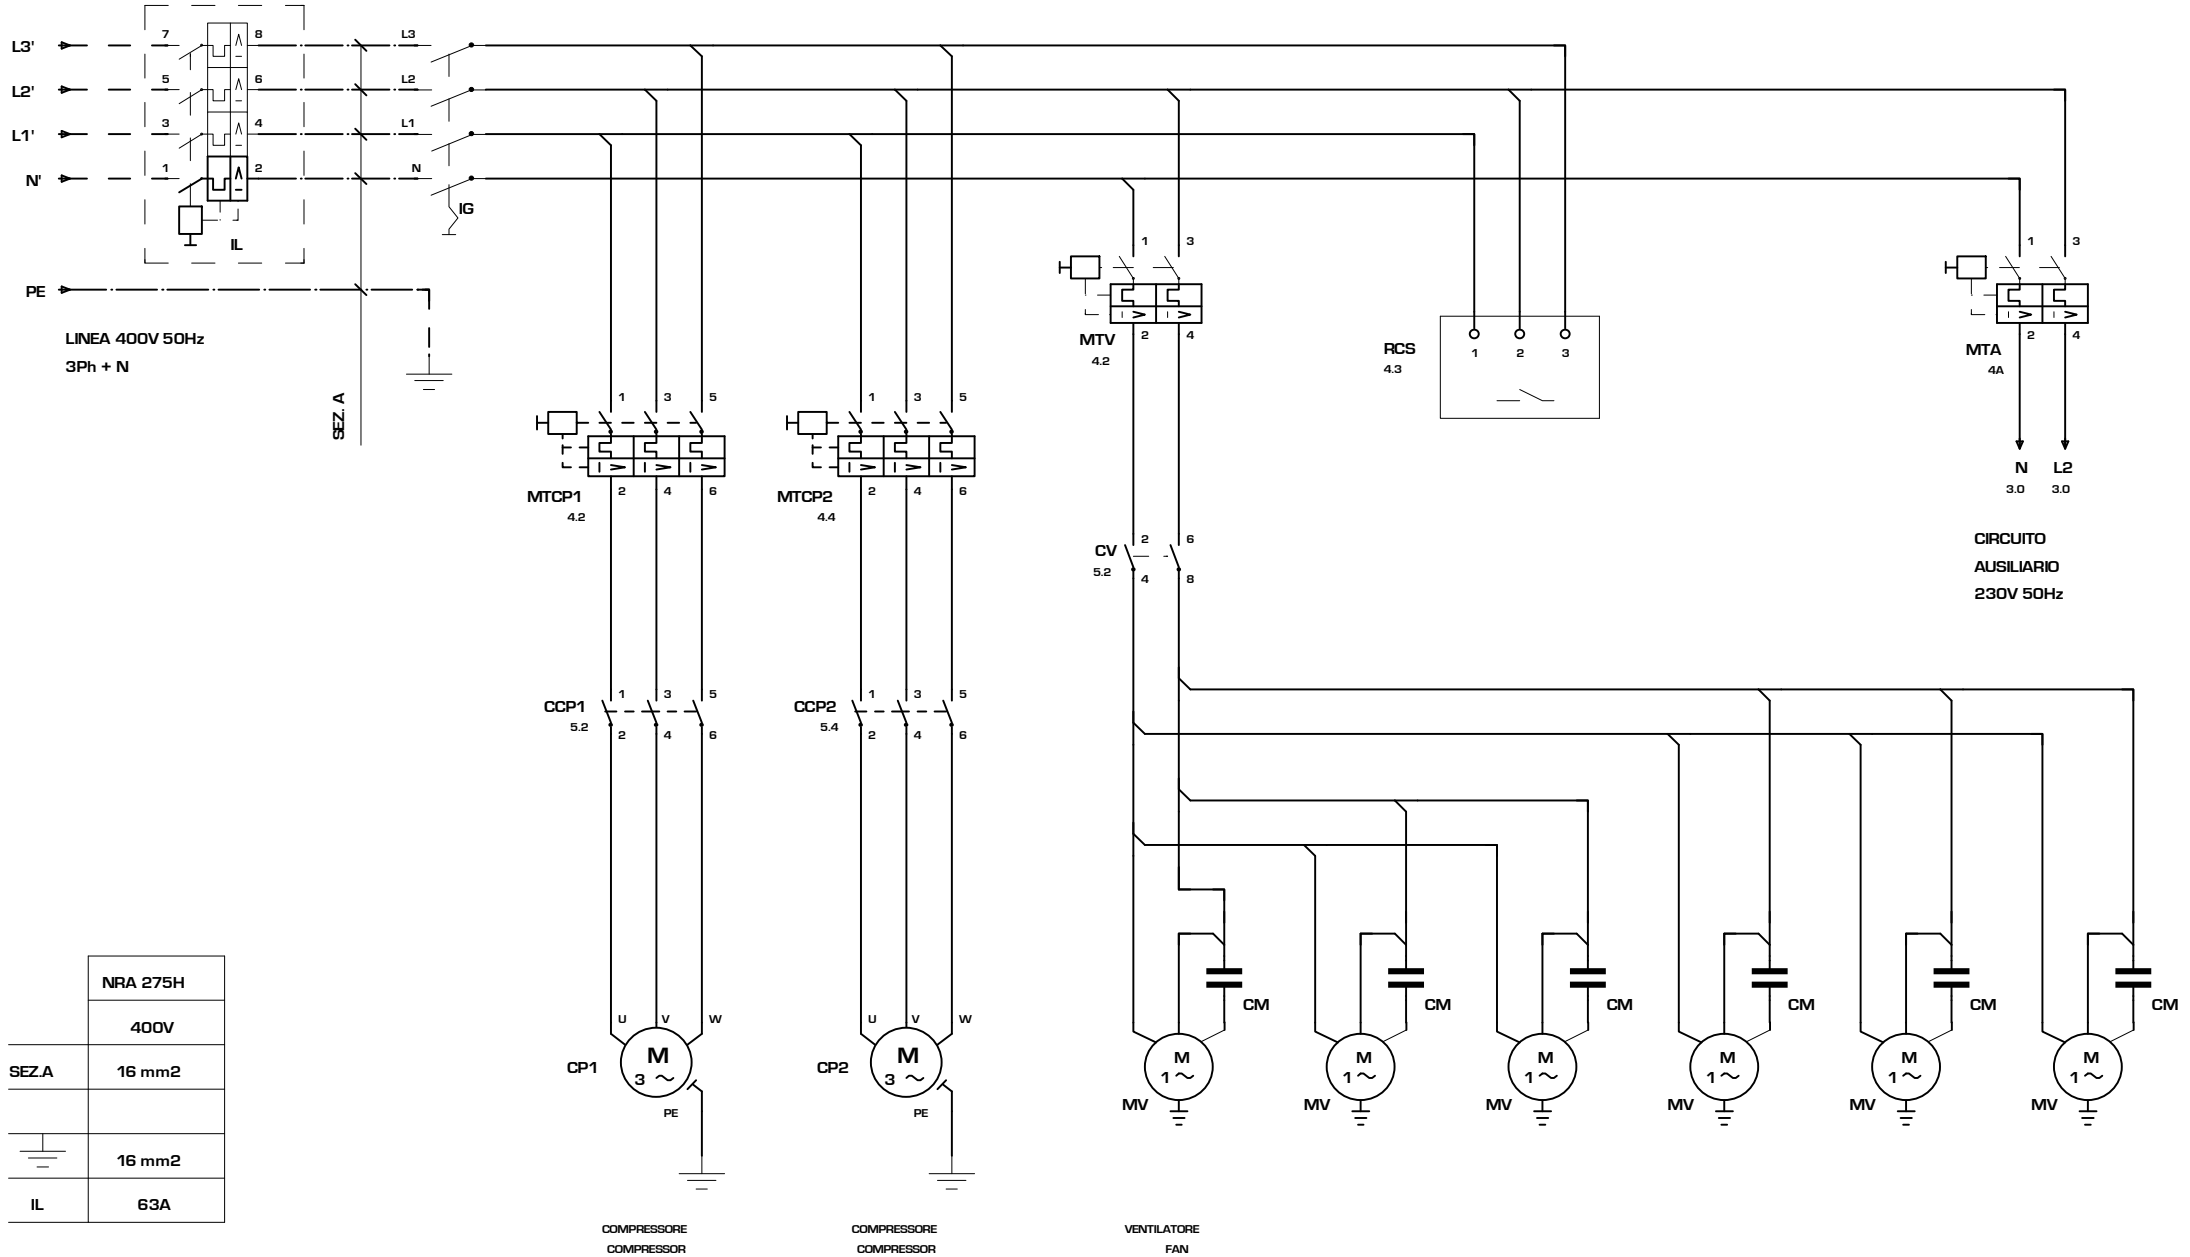 L3' 7 8 L3
L2' 5 6 L2
L1' 3 4 L1
N' 1 2 N
IG
IL
PE
LINEA 400V 50Hz
3Ph + N
SEZ. A
1 3
MTV 2 4
4.2
RCS 1 2 3
4.3
1 3
MTA 2 4
4A
N L2
3.0 3.0
CIRCUITO
AUSILIARIO
230V 50Hz
1 3 5
MTCP1 2 4 6
4.2
1 3 5
MTCP2 2 4 6
4.4
CV 2 6
5.2 4 8
CCP1 1 3 5
5.2 2 4 6
CCP2 1 3 5
5.4 2 4 6
NRA 275H
400V
SEZ.A 16 mm2
16 mm2
IL 63A
U V W
CP1 M
3 ~
PE
U V W
CP2 M
3 ~
PE
CM CM CM CM CM CM
M M M M M M
1 ~ 1 ~ 1 ~ 1 ~ 1 ~ 1 ~
MV MV MV MV MV MV
COMPRESSORE COMPRESSORE VENTILATORE
COMPRESSOR COMPRESSOR FAN